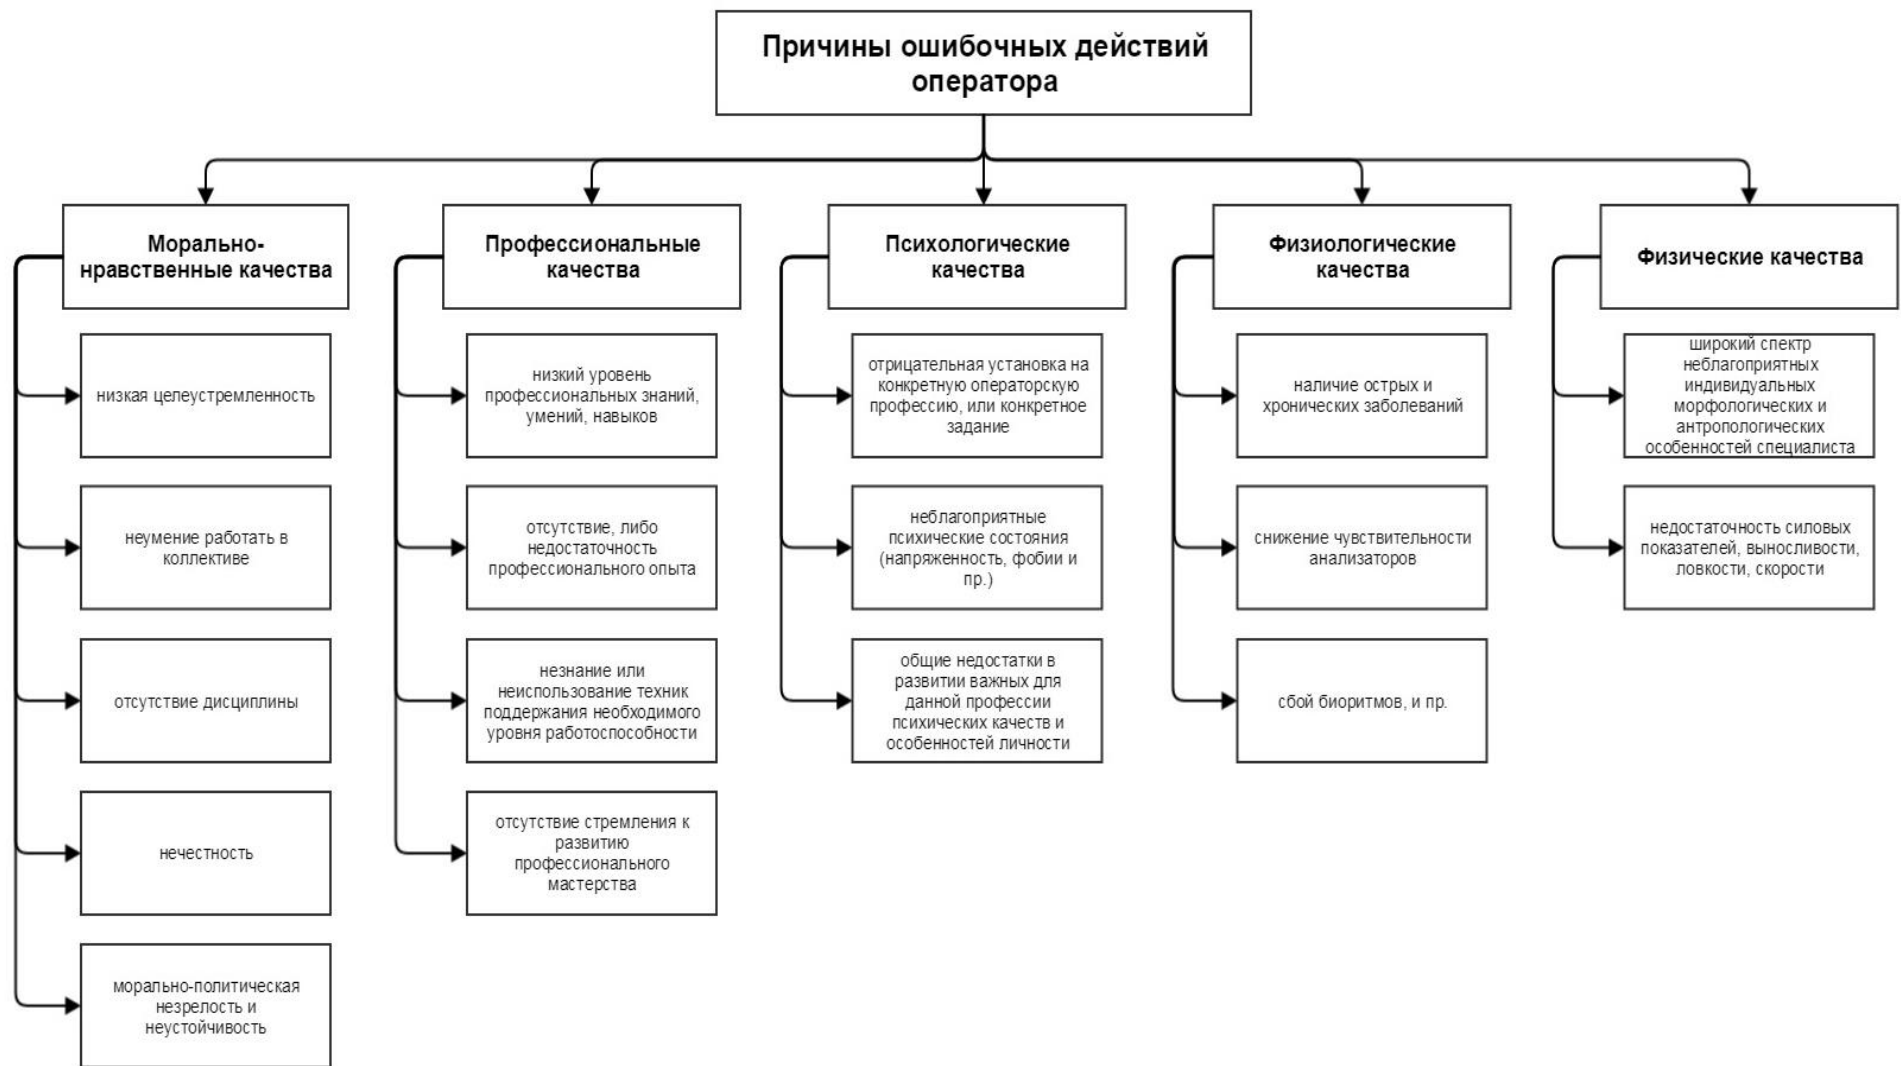 Причины ошибочных действий
оператора
Морально-
нравственные качества
низкая целеустремленность
неумение работать в
коллективе
отсутствие дисциплины
нечестность
морально-политическая
незрелость и
неустойчивость
Профессиональные
качества
низкий уровень
профессиональных знаний,
умений, навыков
отсутствие, либо
недостаточность
профессионального опыта
незнание или
неиспользование техник
поддержания необходимого
уровня работоспособности
отсутствие стремления к
развитию
профессионального
мастерства
Психологические
качества
отрицательная установка на
конкретную операторскую
профессию, или конкретное
задание
неблагоприятные
психические состояния
(напряженность, фобии и
пр.)
общие недостатки в
развитии важных для
данной профессии
психических качеств и
особенностей личности
Физиологические
качества
наличие острых и
хронических заболеваний
снижение чувствительности
анализаторов
сбой биоритмов, и пр.
Физические качества
широкий спектр
неблагоприятных
индивидуальных
морфологических и
антропологических
особенностей специалиста
недостаточность силовых
показателей, выносливости,
ловкости, скорости